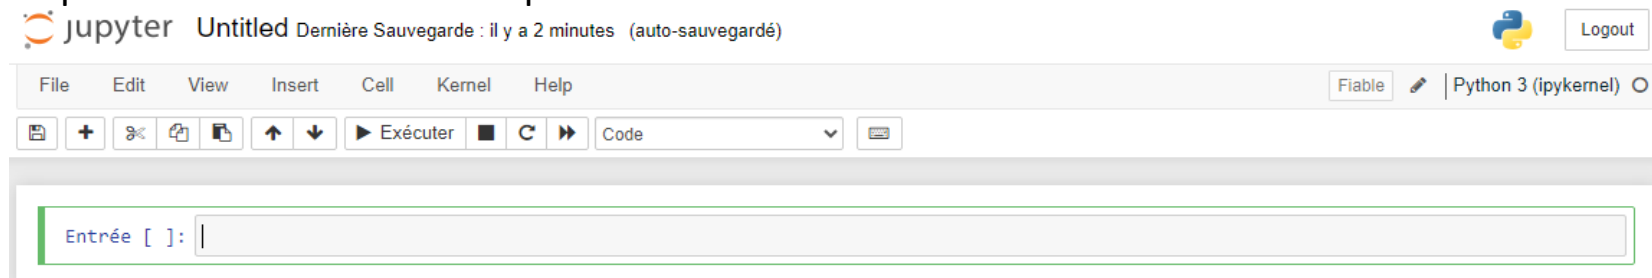 jupyter Untitled Dernière Sauvegarde : il y a 2 minutes (auto-sauvegardé) Logout
File Edit View Insert Cell Kernel Help Fiable Python 3 (ipykernel)
Exécuter Code
Entrée [ ]: